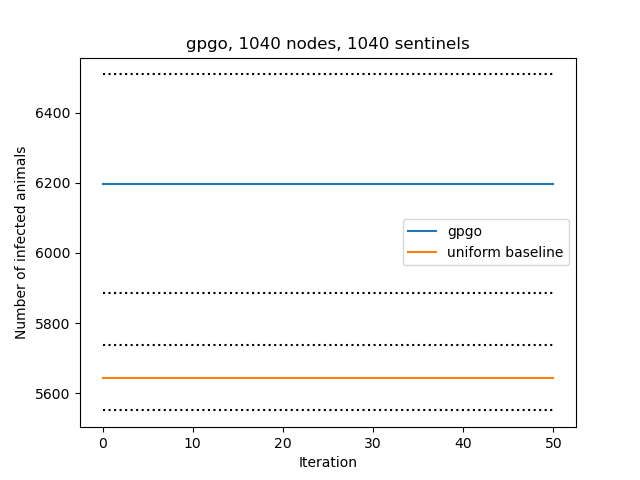 gpgo, 1040 nodes, 1040 sentinels
Number of infected animals
6400
6200
6000
5800
5600
gpgo
uniform baseline
0 10 20 30 40 50
Iteration